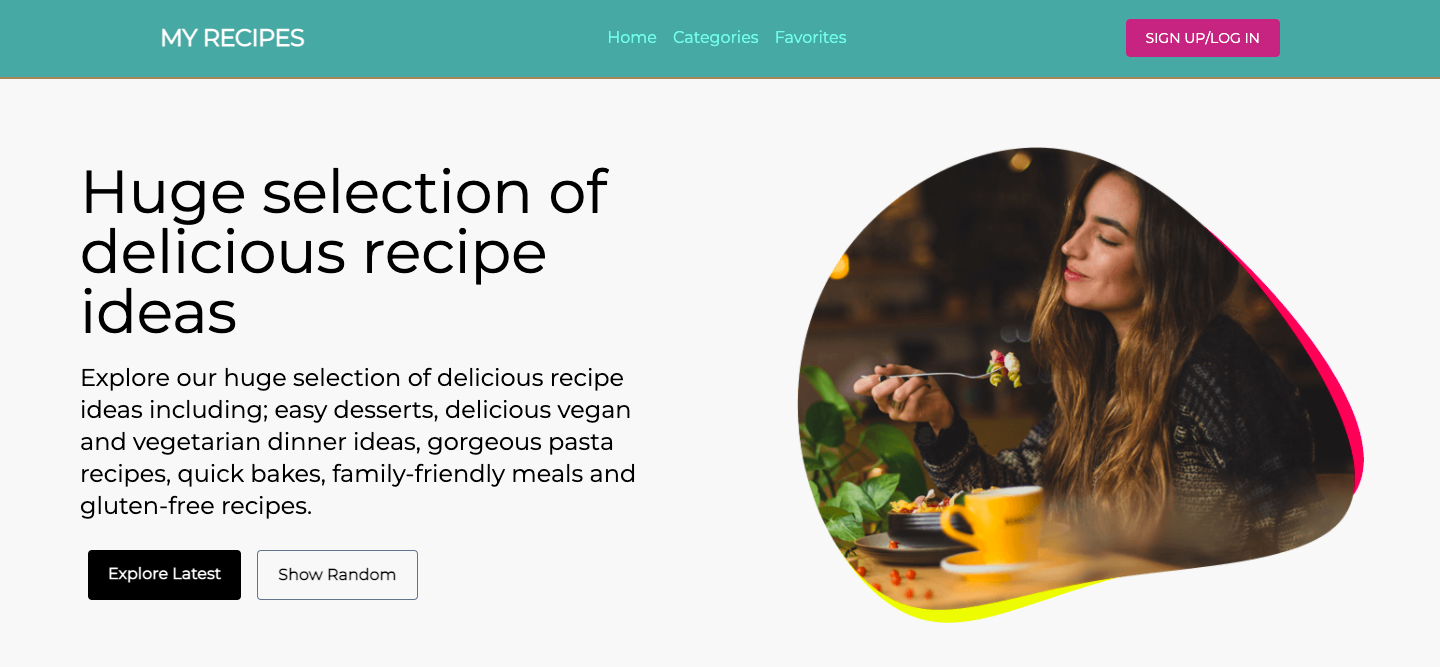 MY RECIPES
Home Categories Favorites
SIGN UP/LOG IN
Huge selection of
delicious recipe
ideas
Explore our huge selection of delicious recipe
ideas including; easy desserts, delicious vegan
and vegetarian dinner ideas, gorgeous pasta
recipes, quick bakes, family-friendly meals and
gluten-free recipes.
Explore Latest
Show Random